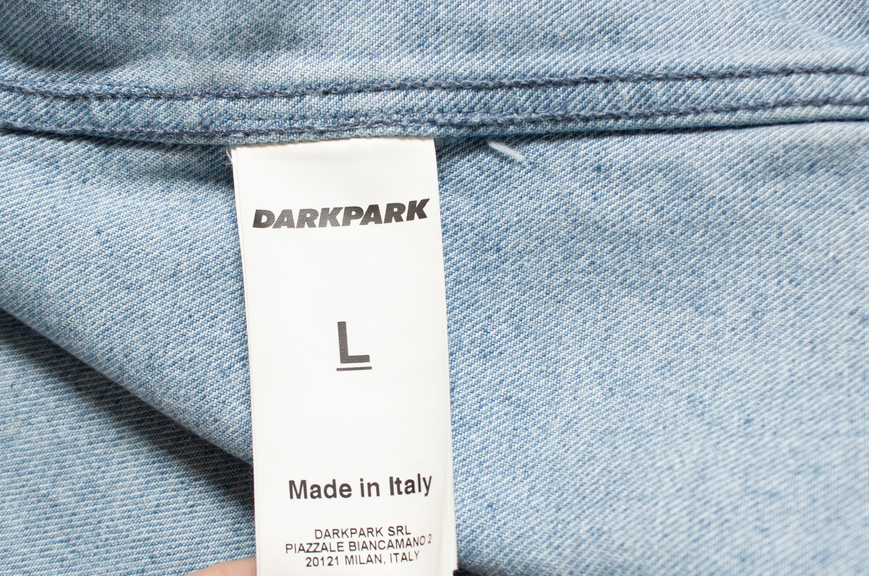 DARKPARK
L
Made in Italy
DARKPARK SRL
PIAZZALE BIANCAMANO 2
20121 MILAN, ITALY